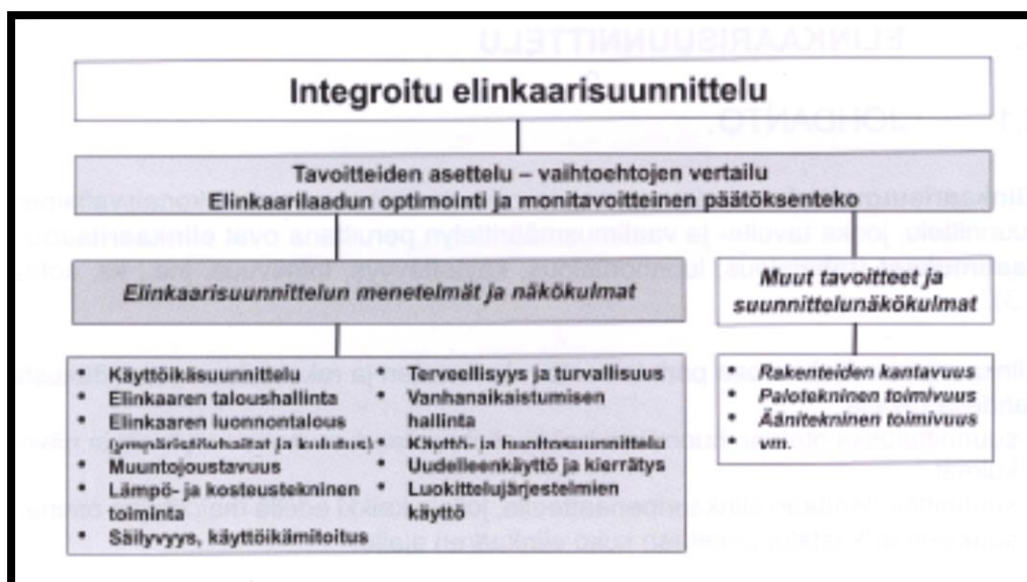 Integroitu elinkaarisuunnittelu
Tavoitteiden asettelu – vaihtoehtojen vertailu
Elinkaarilaadun optimointi ja monitavoitteinen päätöksenteko
Elinkaarisuunnittelun menetelmät ja näkökulmat
• Käyttöikäsuunnittelu
• Elinkaaren taloushallinta
• Elinkaaren luonnontalous
(ympäristöhaitat ja kulutus)
• Muuntojoustavuus
• Lämpö- ja kosteustekninen
toiminta
• Säilyvyys, käyttöikämitoitus
• Terveellisyys ja turvallisuus
• Vanhanaikaistumisen
hallinta
• Käyttö- ja huoltosuunnittelu
• Uudelleenkäyttö ja kierrätys
• Luokittelujärjestelmien
käyttö
Muut tavoitteet ja
suunnittelunäkökulmat
• Rakenteiden kantavuus
• Palotekninen toimivuus
• Äänitekninen toimivuus
vm.